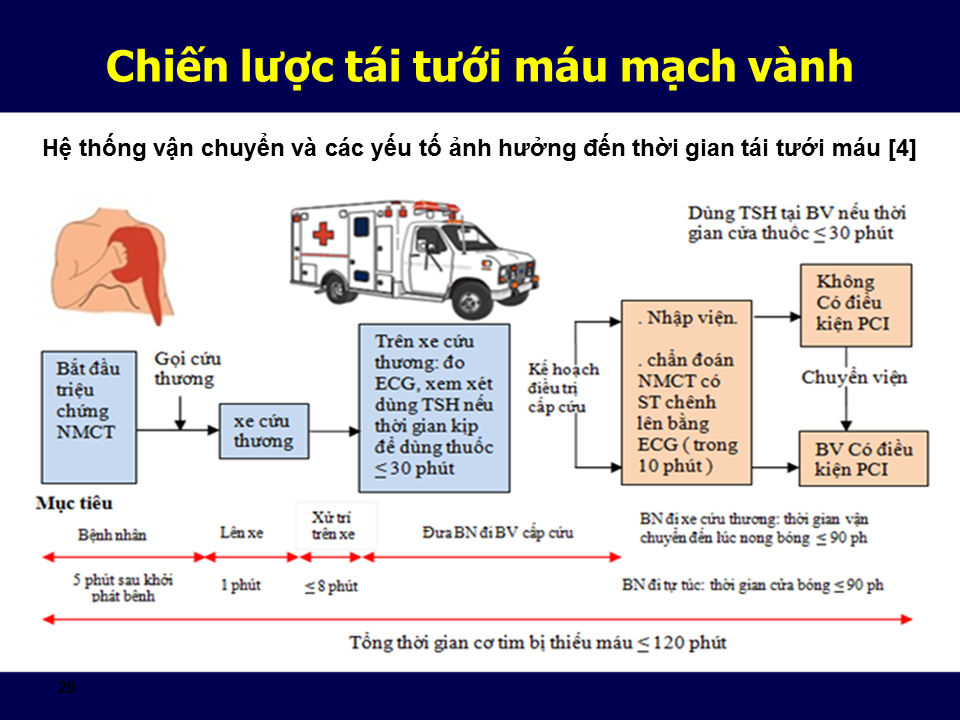 Chiến lược tái tưới máu mạch vành
Hệ thống vận chuyển và các yếu tố ảnh hưởng đến thời gian tái tưới máu [4]
Dùng TSH tại BV nếu thời
gian cửa thuốc ≤ 30 phút
Bắt đầu
triệu
chứng
NMCT
Gọi cứu
thương
xe cứu
thương
Trên xe cứu
thương: đo
ECG, xem xét
dùng TSH nếu
thời gian kịp
để dùng thuốc
≤ 30 phút
Kế hoạch
điều trị
cấp cứu
. Nhập viện.
. chẩn đoán
NMCT có
ST chênh
lên bằng
ECG ( trong
10 phút )
Không
Có điều
kiện PCI
Chuyển viện
BV Có điều
kiện PCI
Mục tiêu
Bệnh nhân
Lên xe
Xử trí
trên xe
Đưa BN đi BV cấp cứu
BN đi xe cứu thương: thời gian vận
chuyển đến lúc nong bóng ≤ 90 ph
5 phút sau khởi
phát bệnh
1 phút
≤ 8 phút
BN đi tự túc: thời gian cửa bóng ≤ 90 ph
Tổng thời gian cơ tim bị thiếu máu ≤ 120 phút
29